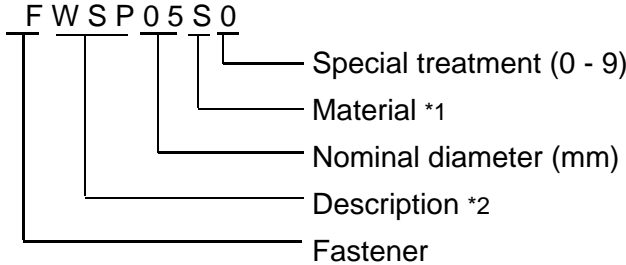 F W S P 0 5 S 0
Special treatment (0 - 9)
Material *1
Nominal diameter (mm)
Description *2
Fastener